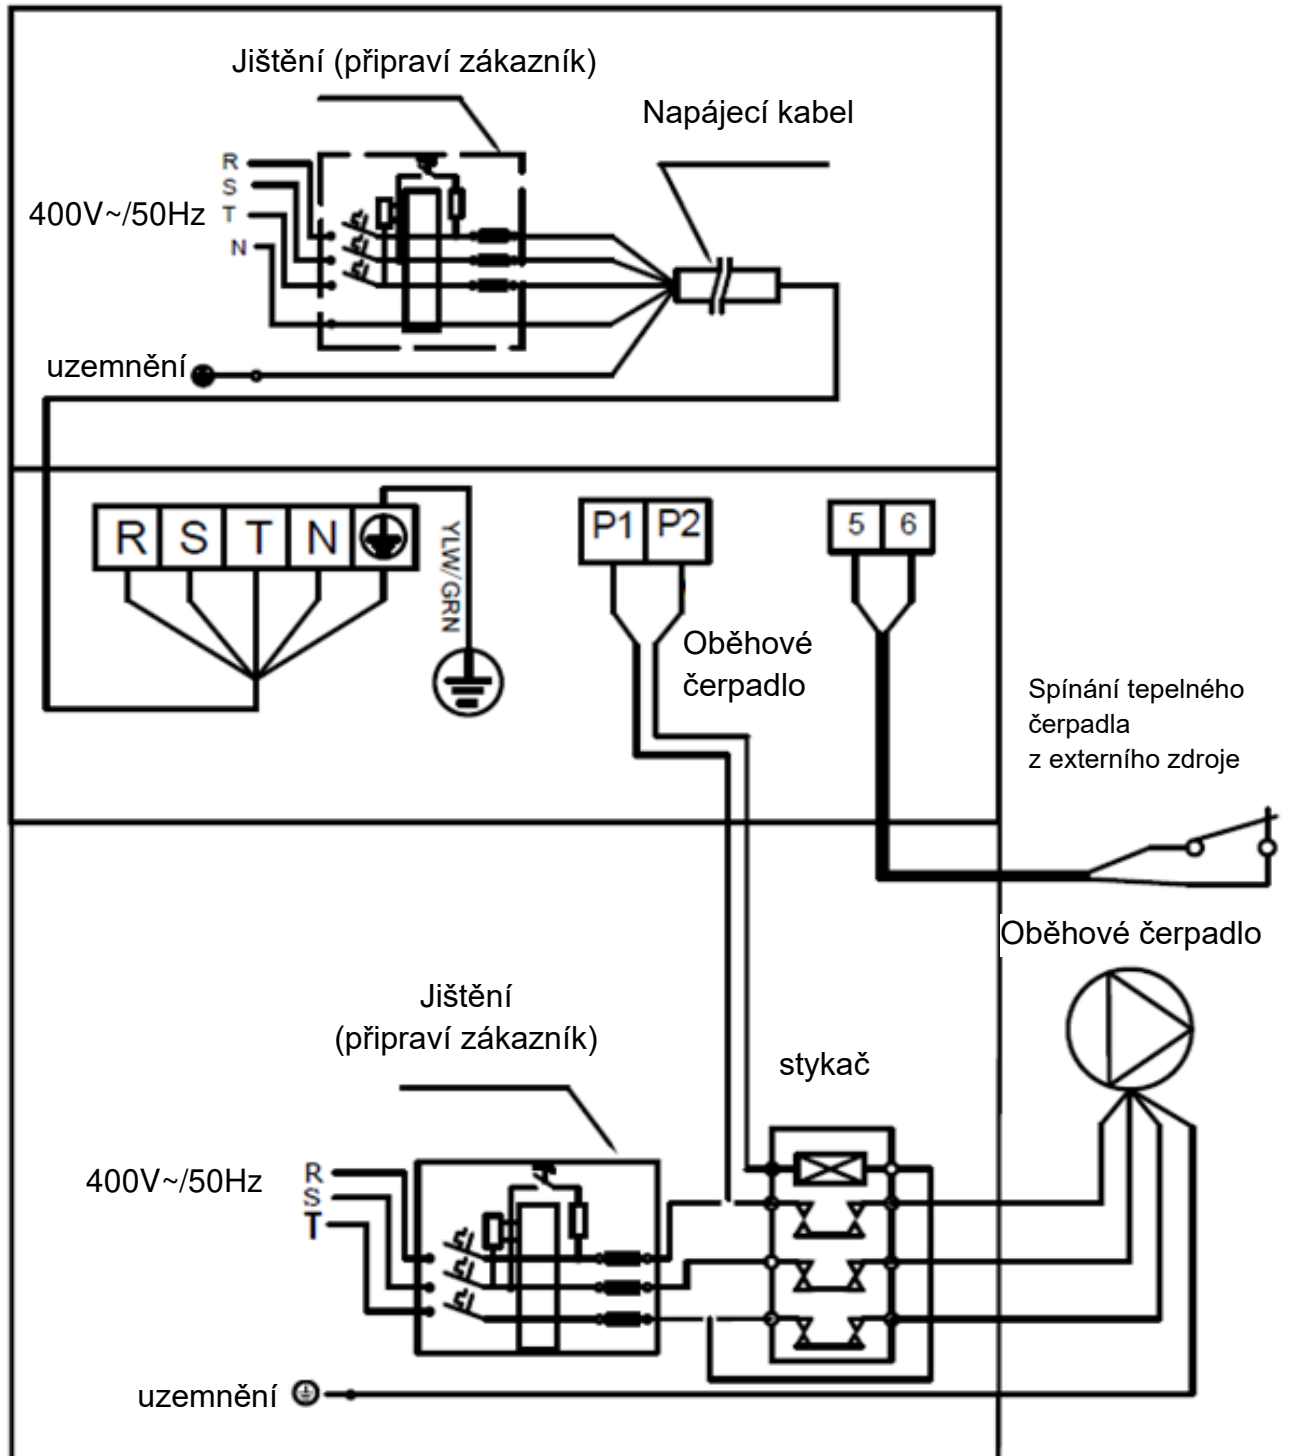 Jištění (připraví zákazník)
Napájecí kabel
R
S
400V~/50Hz T
N
uzemnění
R S T N
YLW/GRN
P1 P2
5 6
Oběhové
čerpadlo
Spínání tepelného
čerpadla
z externího zdroje
Oběhové čerpadlo
Jištění
(připraví zákazník)
stykač
400V~/50Hz R
S
T
uzemnění